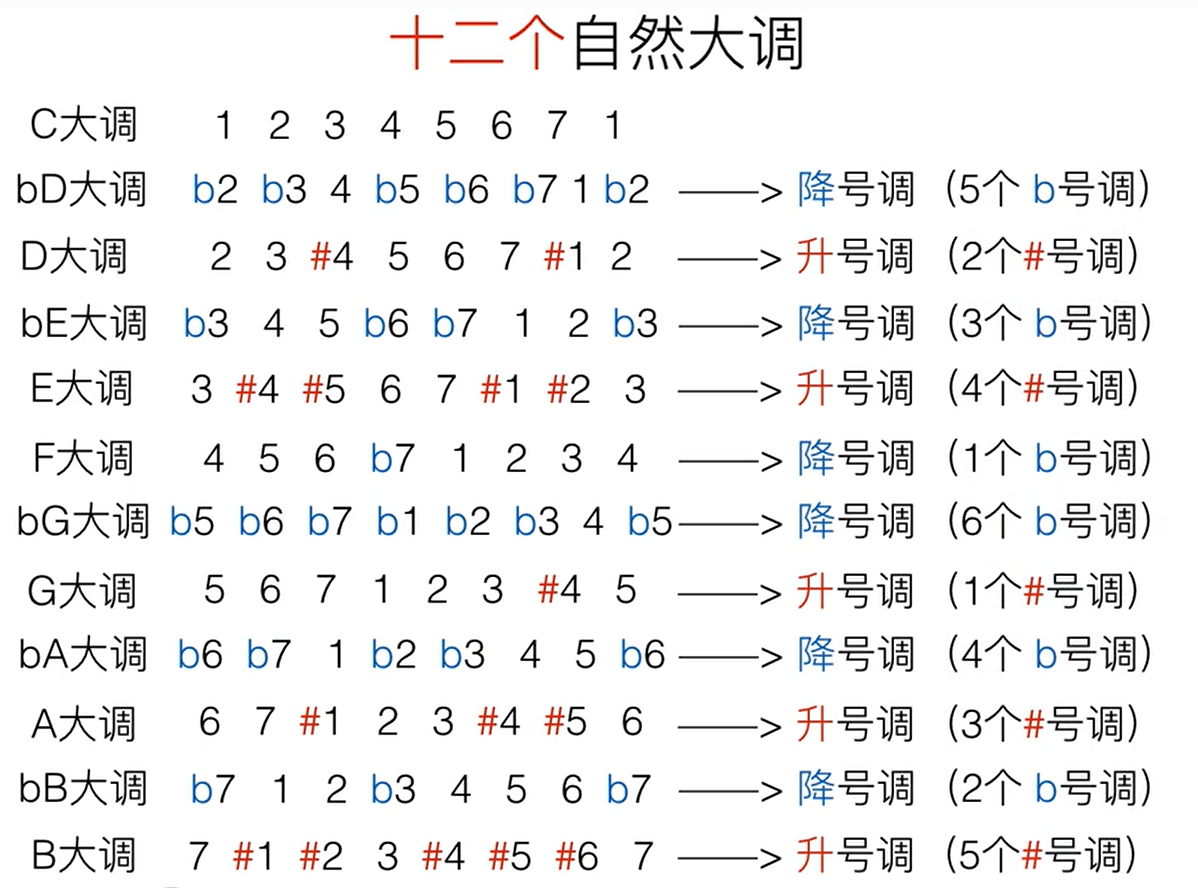 十二个自然大调
C大调 1 2 3 4 5 6 7 1
bD大调 b2 b3 4 b5 b6 b7 1 b2 ——> 降号调 (5个 b号调)
D大调 2 3 #4 5 6 7 #1 2 ——> 升号调 (2个#号调)
bE大调 b3 4 5 b6 b7 1 2 b3 ——> 降号调 (3个 b号调)
E大调 3 #4 #5 6 7 #1 #2 3 ——> 升号调 (4个#号调)
F大调 4 5 6 b7 1 2 3 4 ——> 降号调 (1个 b号调)
bG大调 b5 b6 b7 b1 b2 b3 4 b5 ——> 降号调 (6个 b号调)
G大调 5 6 7 1 2 3 #4 5 ——> 升号调 (1个#号调)
bA大调 b6 b7 1 b2 b3 4 5 b6 ——> 降号调 (4个 b号调)
A大调 6 7 #1 2 3 #4 #5 6 ——> 升号调 (3个#号调)
bB大调 b7 1 2 b3 4 5 6 b7 ——> 降号调 (2个 b号调)
B大调 7 #1 #2 3 #4 #5 #6 7 ——> 升号调 (5个#号调)